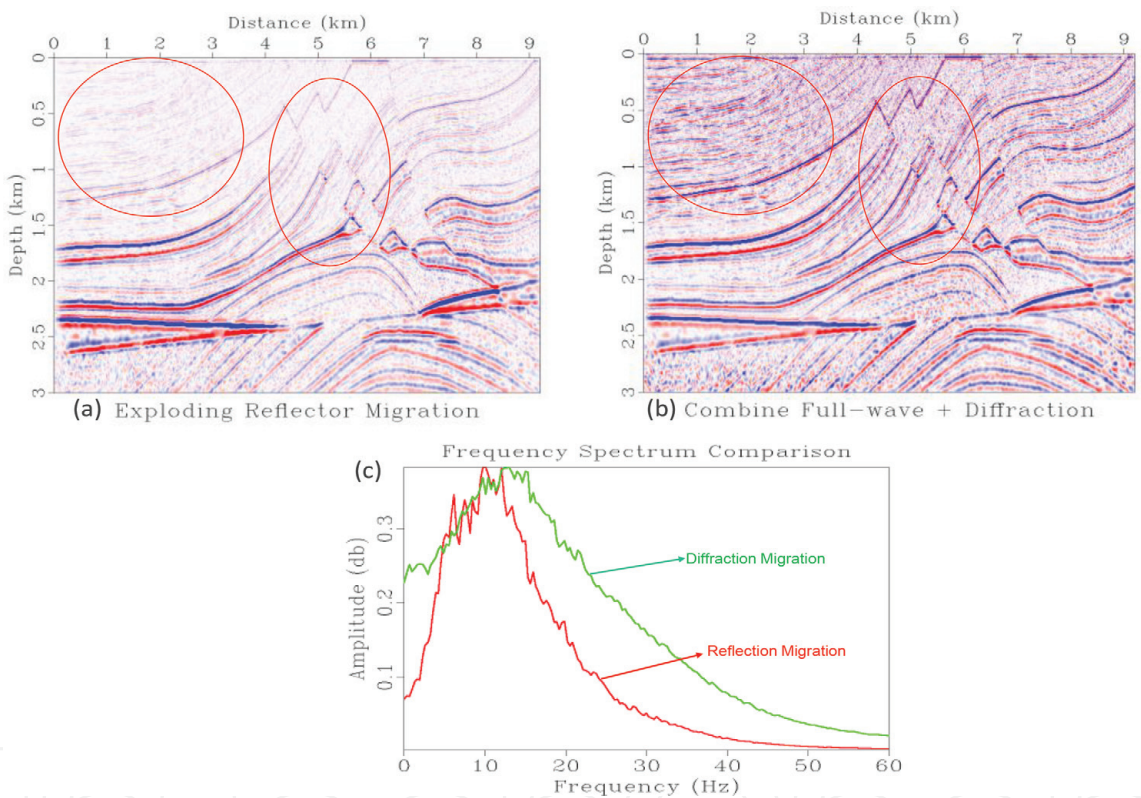 Distance (km)
0 1 2 3 4 5 6 7 8 9
Depth (km)
0
0.5
1
1.5
2
2.5
3
(a) Exploding Reflector Migration
Distance (km)
0 1 2 3 4 5 6 7 8 9
Depth (km)
0
0.5
1
1.5
2
2.5
3
(b) Combine Full-wave + Diffraction
(c) Frequency Spectrum Comparison
Amplitude (db)
0.3
0.2
0.1
Diffraction Migration
Reflection Migration
0 10 20 30 40 50 60
Frequency (Hz)